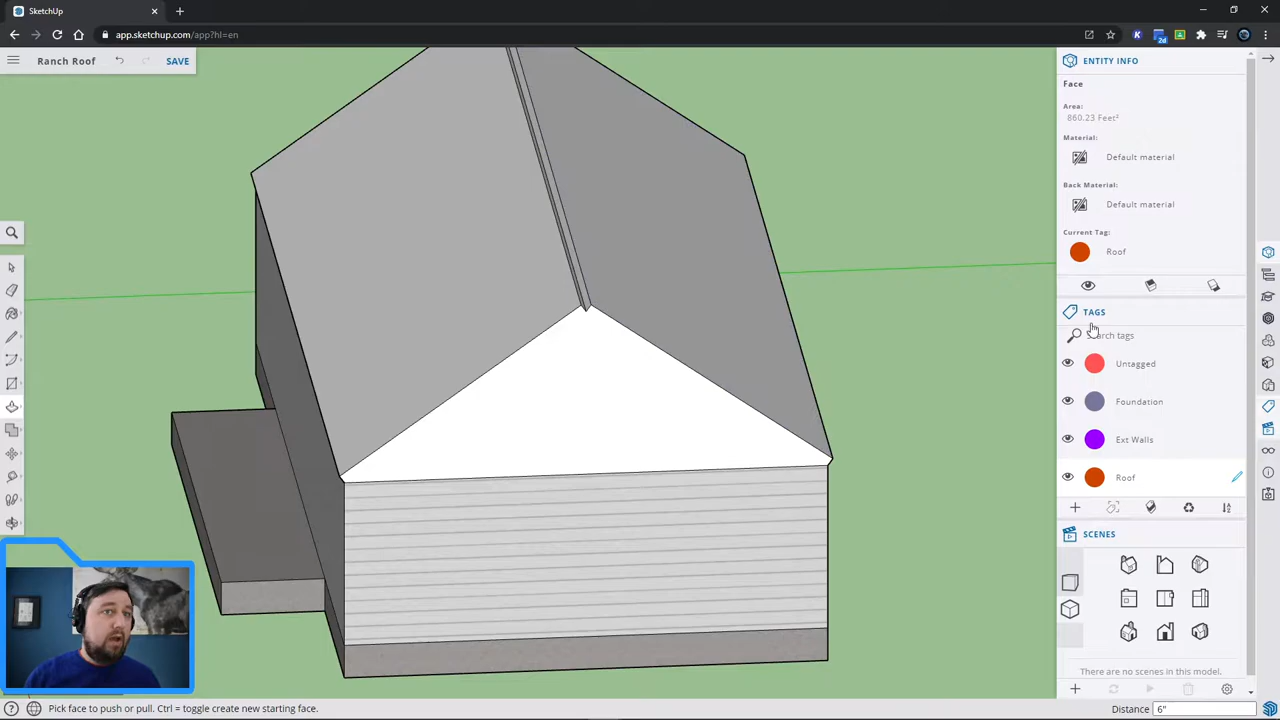 SketchUp
app.sketchup.com/app?hl=en
Ranch Roof
SAVE
ENTITY INFO
Face
Area:
860.23 Feet²
Material:
Default material
Back Material:
Default material
Current Tag:
Roof
TAGS
Search tags
Untagged
Foundation
Ext Walls
Roof
SCENES
There are no scenes in this model.
Pick face to push or pull. Ctrl = toggle create new starting face.
Distance 6"